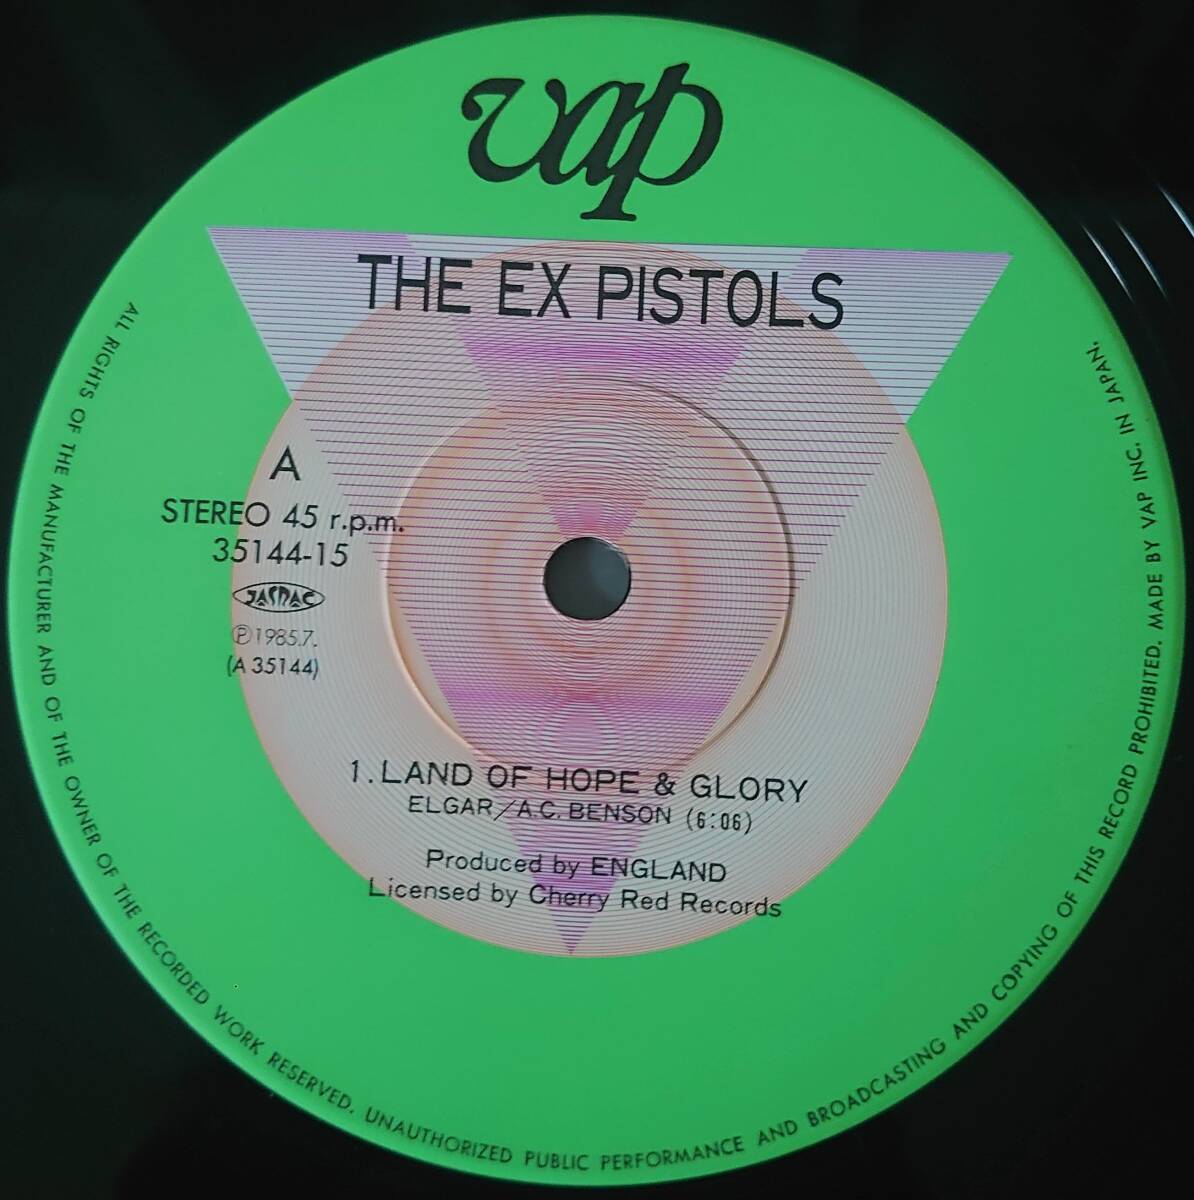 vap
THE EX PISTOLS
A
STEREO 45 r.p.m.
35144-15
JASRAC
Ⓟ1985.7.
(A 35144)
1. LAND OF HOPE & GLORY
ELGAR/A.C. BENSON (6:06)
Produced by ENGLAND
Licensed by Cherry Red Records
ALL RIGHTS OF THE MANUFACTURER AND OF THE OWNER OF THE RECORDED WORK RESERVED. UNAUTHORIZED PUBLIC PERFORMANCE AND BROADCASTING AND COPYING OF THIS RECORD PROHIBITED. MADE BY VAP INC. IN JAPAN.